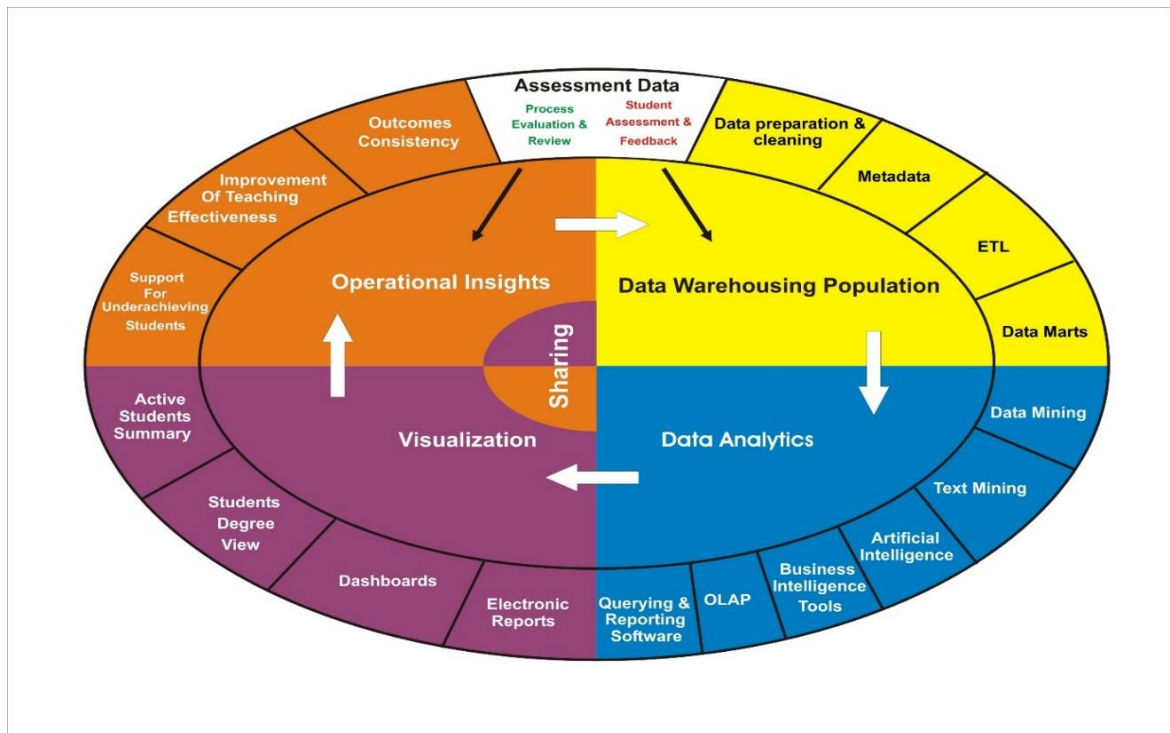 Assessment Data
Process
Evaluation &
Review
Student
Assessment &
Feedback
Data preparation &
cleaning
Metadata
ETL
Data Marts
Data Mining
Text Mining
Artificial
Intelligence
Business
Intelligence
Tools
OLAP
Querying &
Reporting
Software
Electronic
Reports
Dashboards
Students
Degree
View
Active
Students
Summary
Support
For
Underachieving
Students
Improvement
Of Teaching
Effectiveness
Outcomes
Consistency
Operational Insights
Data Warehousing Population
Sharing
Visualization
Data Analytics